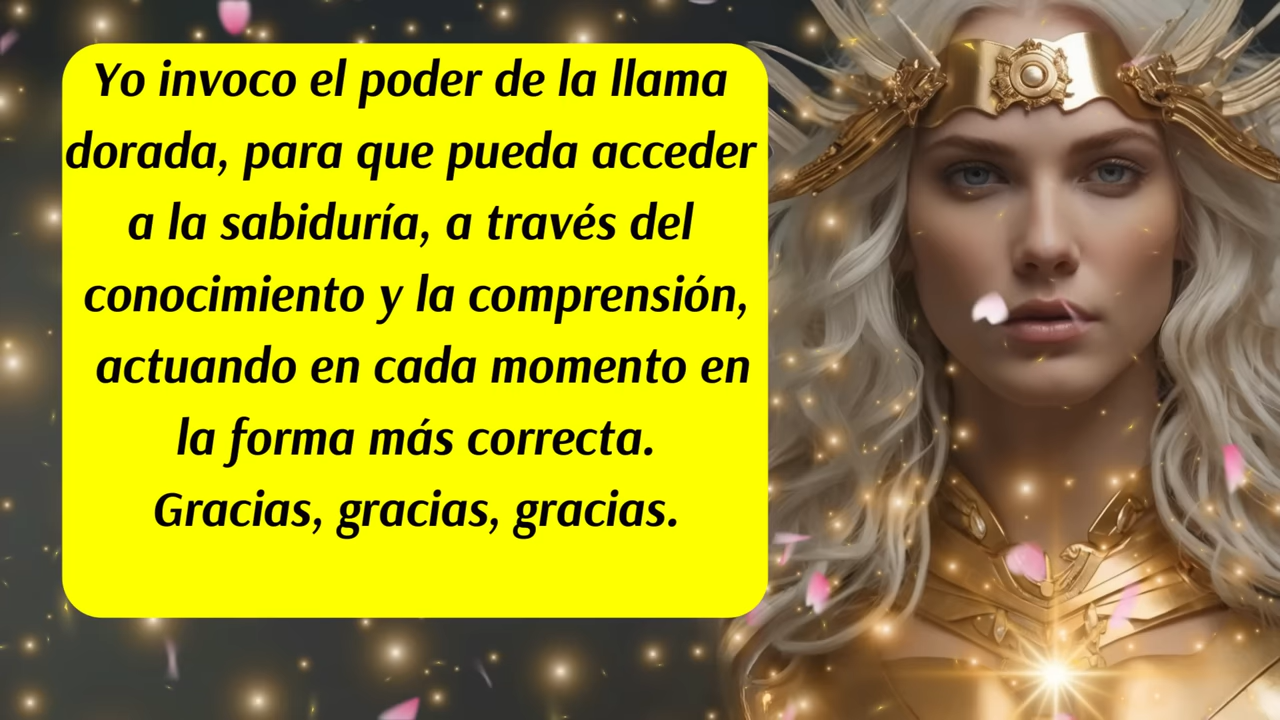 Yo invoco el poder de la llama
dorada, para que pueda acceder
a la sabiduría, a través del
conocimiento y la comprensión,
actuando en cada momento en
la forma más correcta.
Gracias, gracias, gracias.